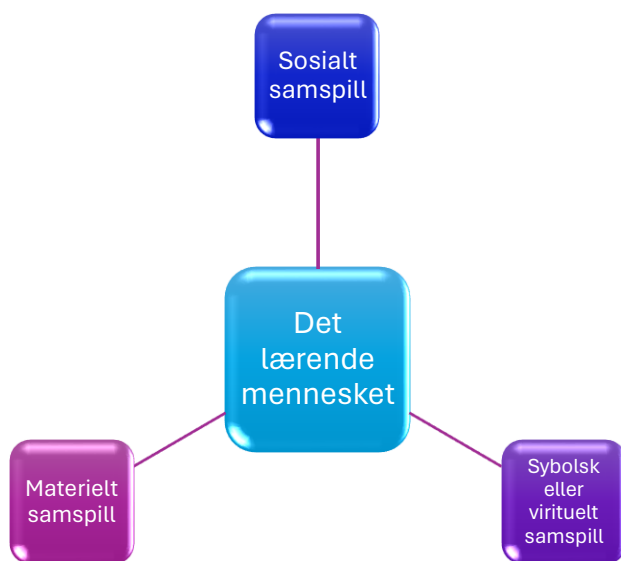 Sosialt
samspill
Det
lærende
mennesket
Materielt
samspill
Sybolsk
eller
virituelt
samspill